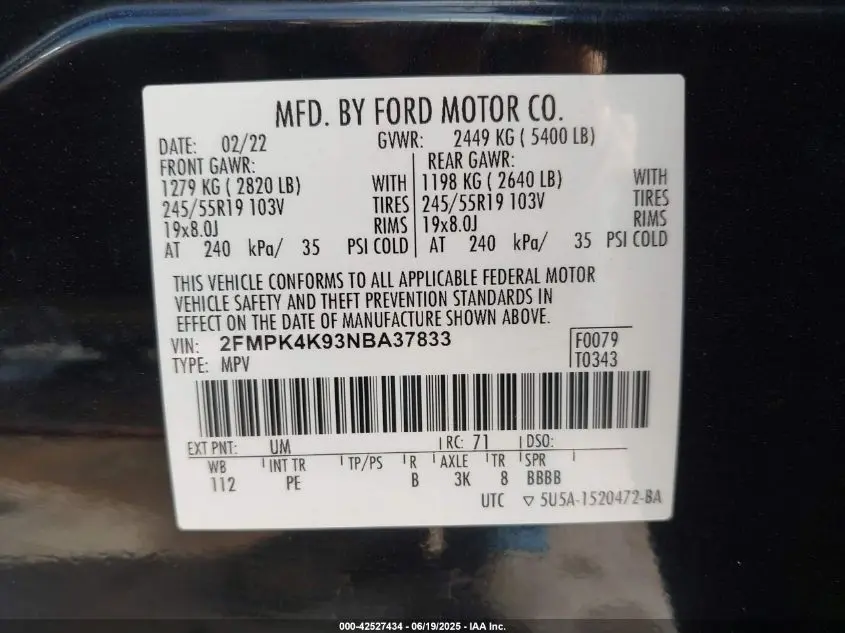 MFD. BY FORD MOTOR CO.
DATE: 02/22 GVWR: 2449 KG ( 5400 LB)
FRONT GAWR: REAR GAWR:
1279 KG ( 2820 LB) WITH 1198 KG ( 2640 LB) WITH
245/55R19 103V TIRES 245/55R19 103V TIRES
19x8.0J RIMS 19x8.0J RIMS
AT 240 kPa/ 35 PSI COLD AT 240 kPa/ 35 PSI COLD
THIS VEHICLE CONFORMS TO ALL APPLICABLE FEDERAL MOTOR
VEHICLE SAFETY AND THEFT PREVENTION STANDARDS IN
EFFECT ON THE DATE OF MANUFACTURE SHOWN ABOVE.
VIN: 2FMPK4K93NBA37833 F0079
TYPE: MPV T0343
EXT PNT: UM RC: 71 DSO:
WB INT TR TP/PS R AXLE TR SPR
112 PE B 3K 8 BBBB
UTC ▽ 5U5A-1520472-BA
000-42527434 - 06/19/2025 - IAA Inc.